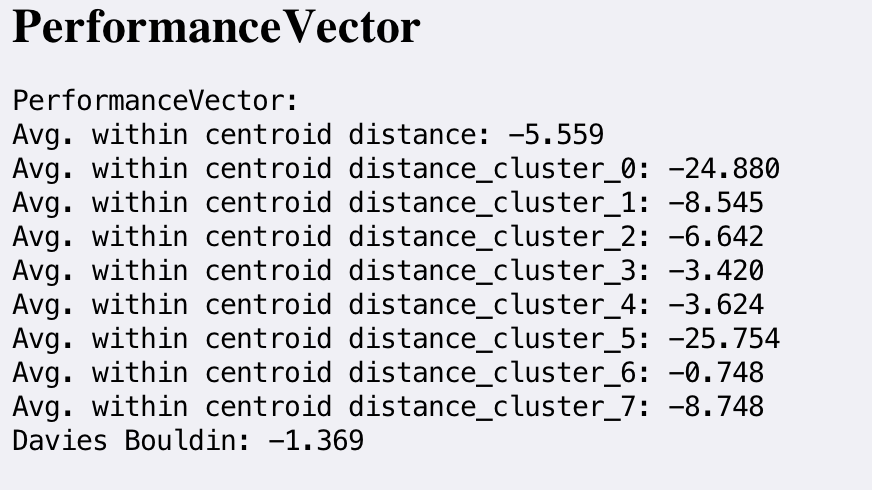 PerformanceVector
PerformanceVector:
Avg. within centroid distance: -5.559
Avg. within centroid distance_cluster_0: -24.880
Avg. within centroid distance_cluster_1: -8.545
Avg. within centroid distance_cluster_2: -6.642
Avg. within centroid distance_cluster_3: -3.420
Avg. within centroid distance_cluster_4: -3.624
Avg. within centroid distance_cluster_5: -25.754
Avg. within centroid distance_cluster_6: -0.748
Avg. within centroid distance_cluster_7: -8.748
Davies Bouldin: -1.369